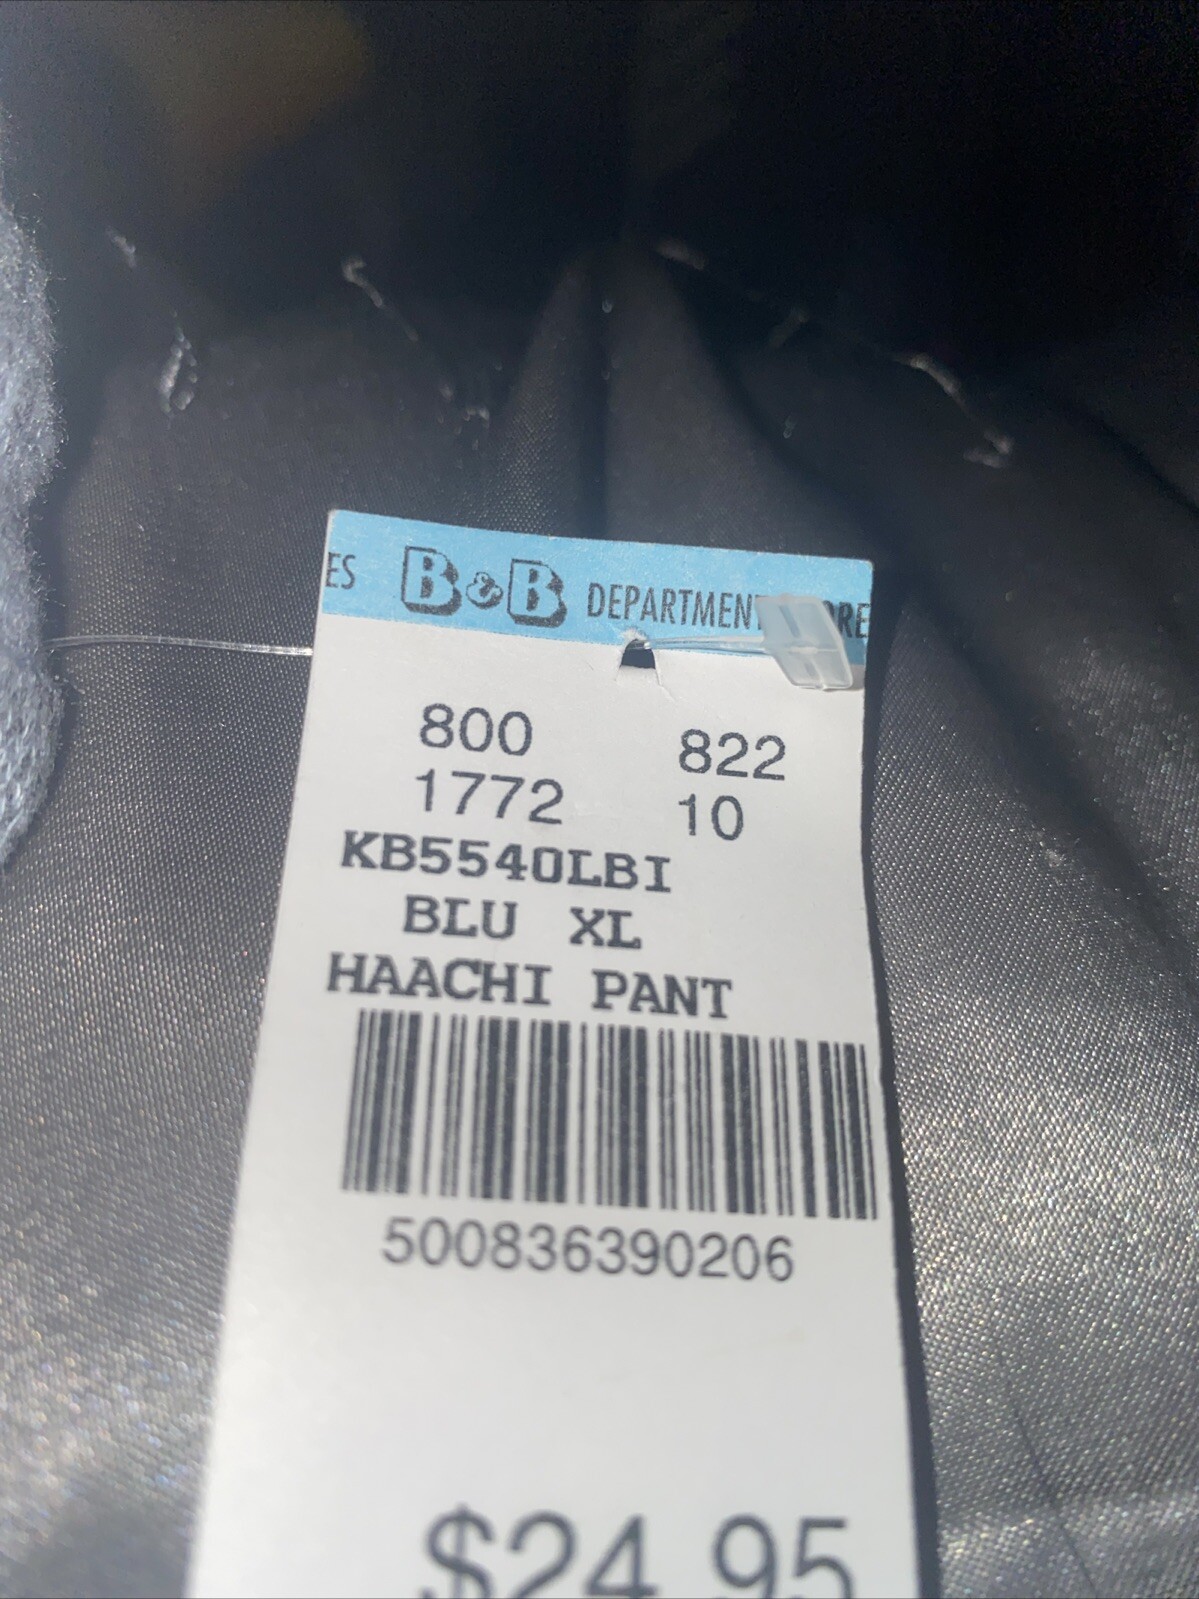 ES B&B DEPARTMENT
800 822
1772 10
KB5540LBI
BLU XL
HAACHI PANT
500836390206
$24.95